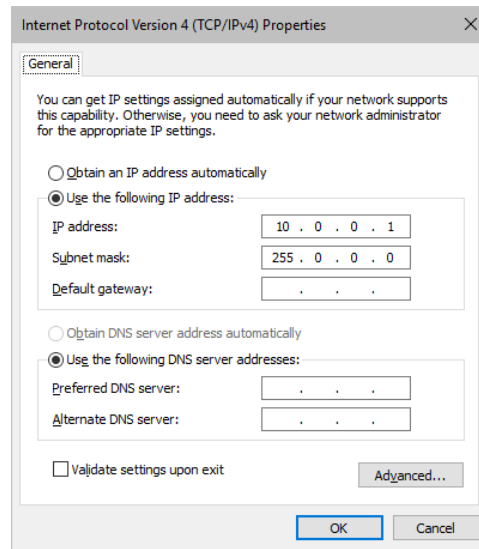 Internet Protocol Version 4 (TCP/IPv4) Properties
General
You can get IP settings assigned automatically if your network supports
this capability. Otherwise, you need to ask your network administrator
for the appropriate IP settings.
Obtain an IP address automatically
Use the following IP address:
IP address: 10 . 0 . 0 . 1
Subnet mask: 255 . 0 . 0 . 0
Default gateway: . . .
Obtain DNS server address automatically
Use the following DNS server addresses:
Preferred DNS server: . . .
Alternate DNS server: . . .
Validate settings upon exit
Advanced...
OK Cancel